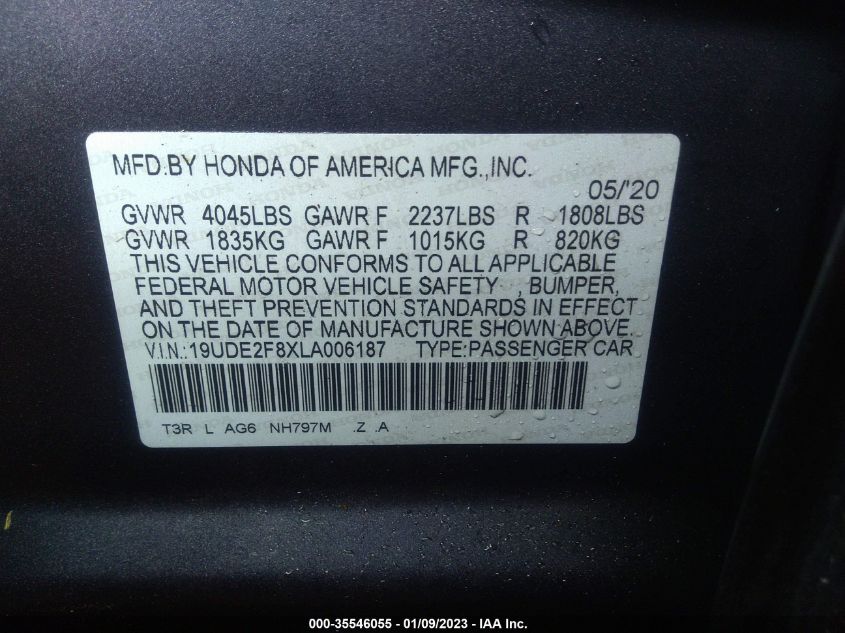 MFD.BY HONDA OF AMERICA MFG.,INC.
05/'20
GVWR 4045LBS GAWR F 2237LBS R 1808LBS
GVWR 1835KG GAWR F 1015KG R 820KG
THIS VEHICLE CONFORMS TO ALL APPLICABLE
FEDERAL MOTOR VEHICLE SAFETY , BUMPER,
AND THEFT PREVENTION STANDARDS IN EFFECT
ON THE DATE OF MANUFACTURE SHOWN ABOVE.
V.I.N.:19UDE2F8XLA006187 TYPE:PASSENGER CAR
T3R L AG6 NH797M .Z .A
000-35546055 — 01/09/2023 — IAA Inc.